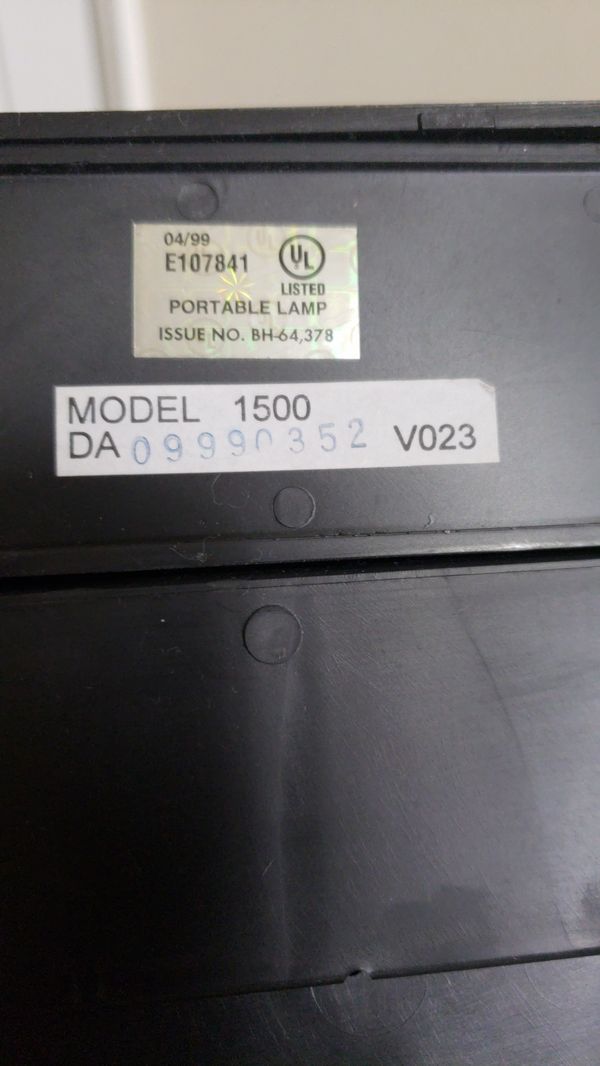 04/99
E107841
UL
LISTED
PORTABLE LAMP
ISSUE NO. BH-64,378
MODEL 1500
DA 09990352 V023